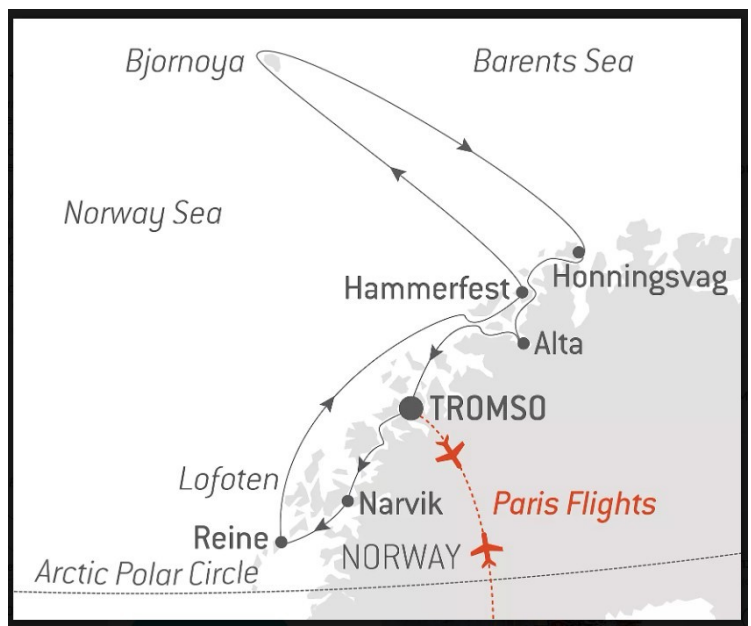 Bjornoya
Barents Sea
Norway Sea
Honningsvag
Hammerfest
Alta
TROMSO
Lofoten
Narvik
Paris Flights
Reine
NORWAY
Arctic Polar Circle